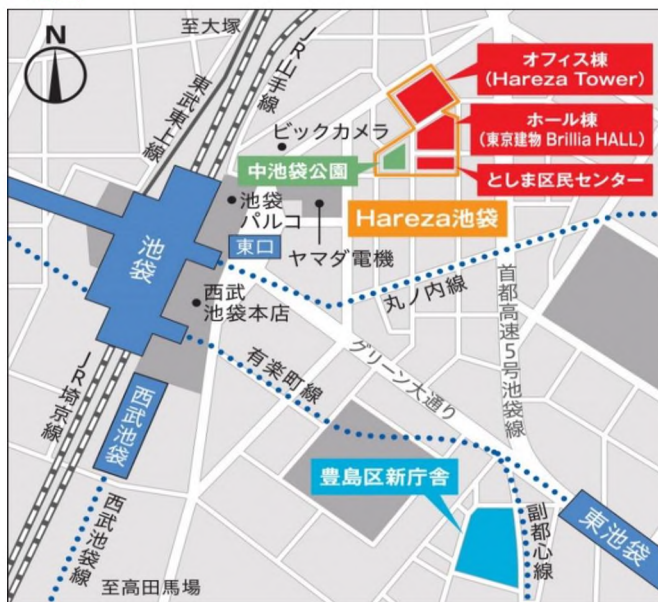 N
至大塚
JR山手線
東武東上線
オフィス棟
(Hareza Tower)
ビックカメラ
ホール棟
(東京建物 Brillia HALL)
中池袋公園
としま区民センター
池袋
パルコ
Hareza池袋
東口
ヤマダ電機
池袋
西武
池袋本店
丸ノ内線
首都高速5号池袋線
グリーン大通り
有楽町線
JR埼京線
西武池袋
豊島区新庁舎
西武池袋線
副都心線
東池袋
至高田馬場